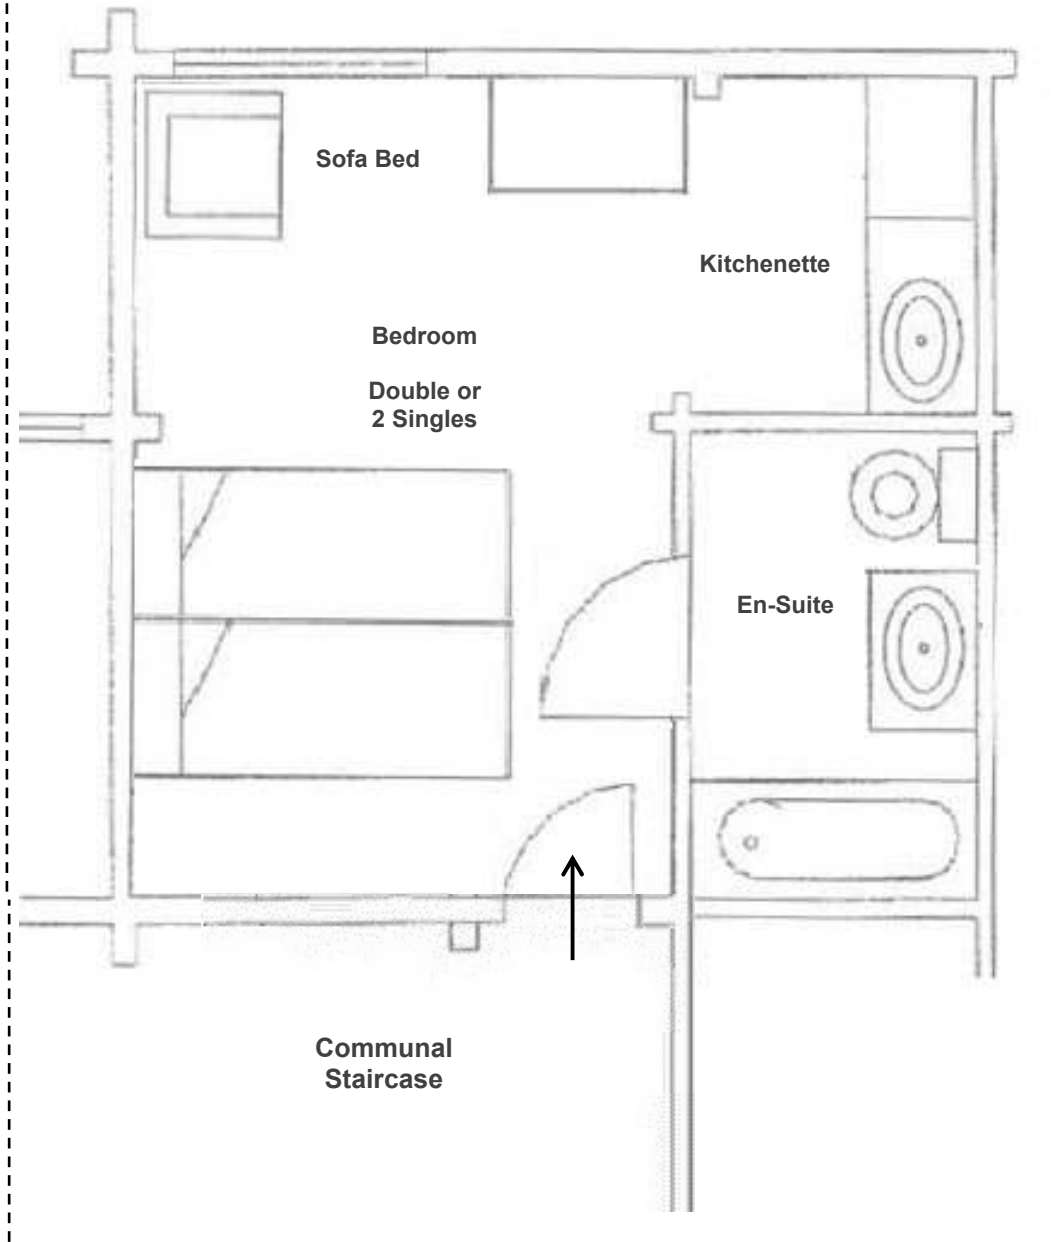 Sofa Bed
Kitchenette
Bedroom
Double or
2 Singles
En-Suite
Communal
Staircase